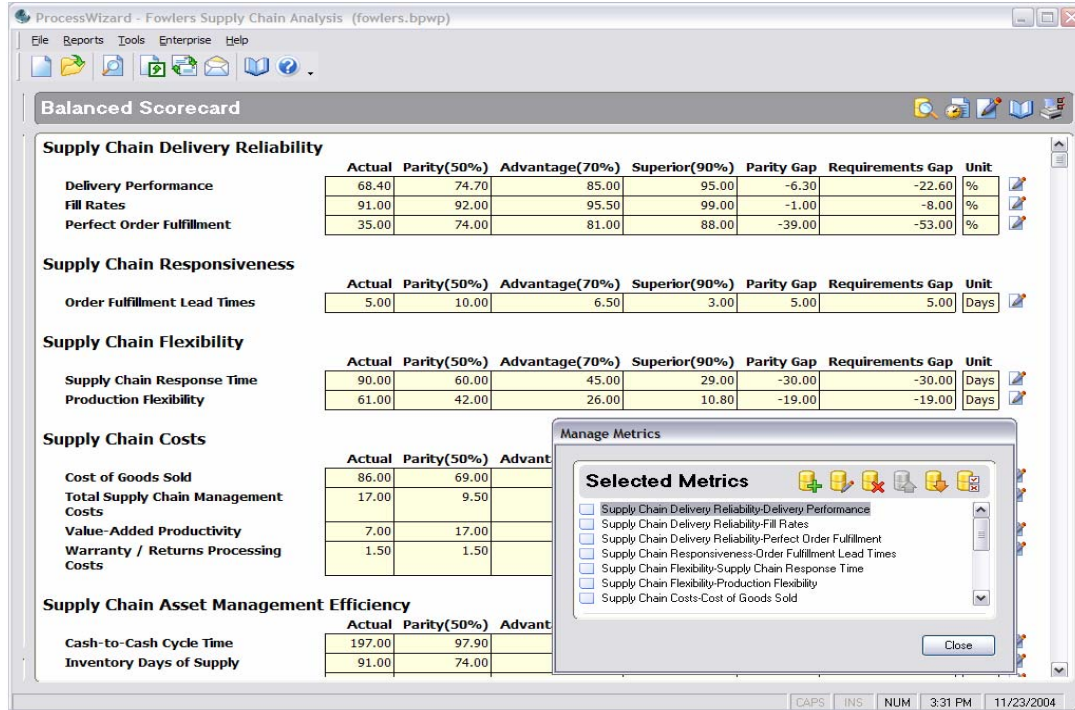 ProcessWizard - Fowlers Supply Chain Analysis (fowlers.bpwp)
File Reports Tools Enterprise Help
Balanced Scorecard
Supply Chain Delivery Reliability
Actual Parity(50%) Advantage(70%) Superior(90%) Parity Gap Requirements Gap Unit
Delivery Performance 68.40 74.70 85.00 95.00 -6.30 -22.60 %
Fill Rates 91.00 92.00 95.50 99.00 -1.00 -8.00 %
Perfect Order Fulfillment 35.00 74.00 81.00 88.00 -39.00 -53.00 %
Supply Chain Responsiveness
Actual Parity(50%) Advantage(70%) Superior(90%) Parity Gap Requirements Gap Unit
Order Fulfillment Lead Times 5.00 10.00 6.50 3.00 5.00 5.00 Days
Supply Chain Flexibility
Actual Parity(50%) Advantage(70%) Superior(90%) Parity Gap Requirements Gap Unit
Supply Chain Response Time 90.00 60.00 45.00 29.00 -30.00 -30.00 Days
Production Flexibility 61.00 42.00 26.00 10.80 -19.00 -19.00 Days
Supply Chain Costs
Actual Parity(50%) Advant
Cost of Goods Sold 86.00 69.00
Total Supply Chain Management
Costs 17.00 9.50
Value-Added Productivity 7.00 17.00
Warranty / Returns Processing
Costs 1.50 1.50
Supply Chain Asset Management Efficiency
Actual Parity(50%) Advant
Cash-to-Cash Cycle Time 197.00 97.90
Inventory Days of Supply 91.00 74.00
Manage Metrics
Selected Metrics
Supply Chain Delivery Reliability-Delivery Performance
Supply Chain Delivery Reliability-Fill Rates
Supply Chain Delivery Reliability-Perfect Order Fulfillment
Supply Chain Responsiveness-Order Fulfillment Lead Times
Supply Chain Flexibility-Supply Chain Response Time
Supply Chain Flexibility-Production Flexibility
Supply Chain Costs-Cost of Goods Sold
Close
CAPS INS NUM 3:31 PM 11/23/2004